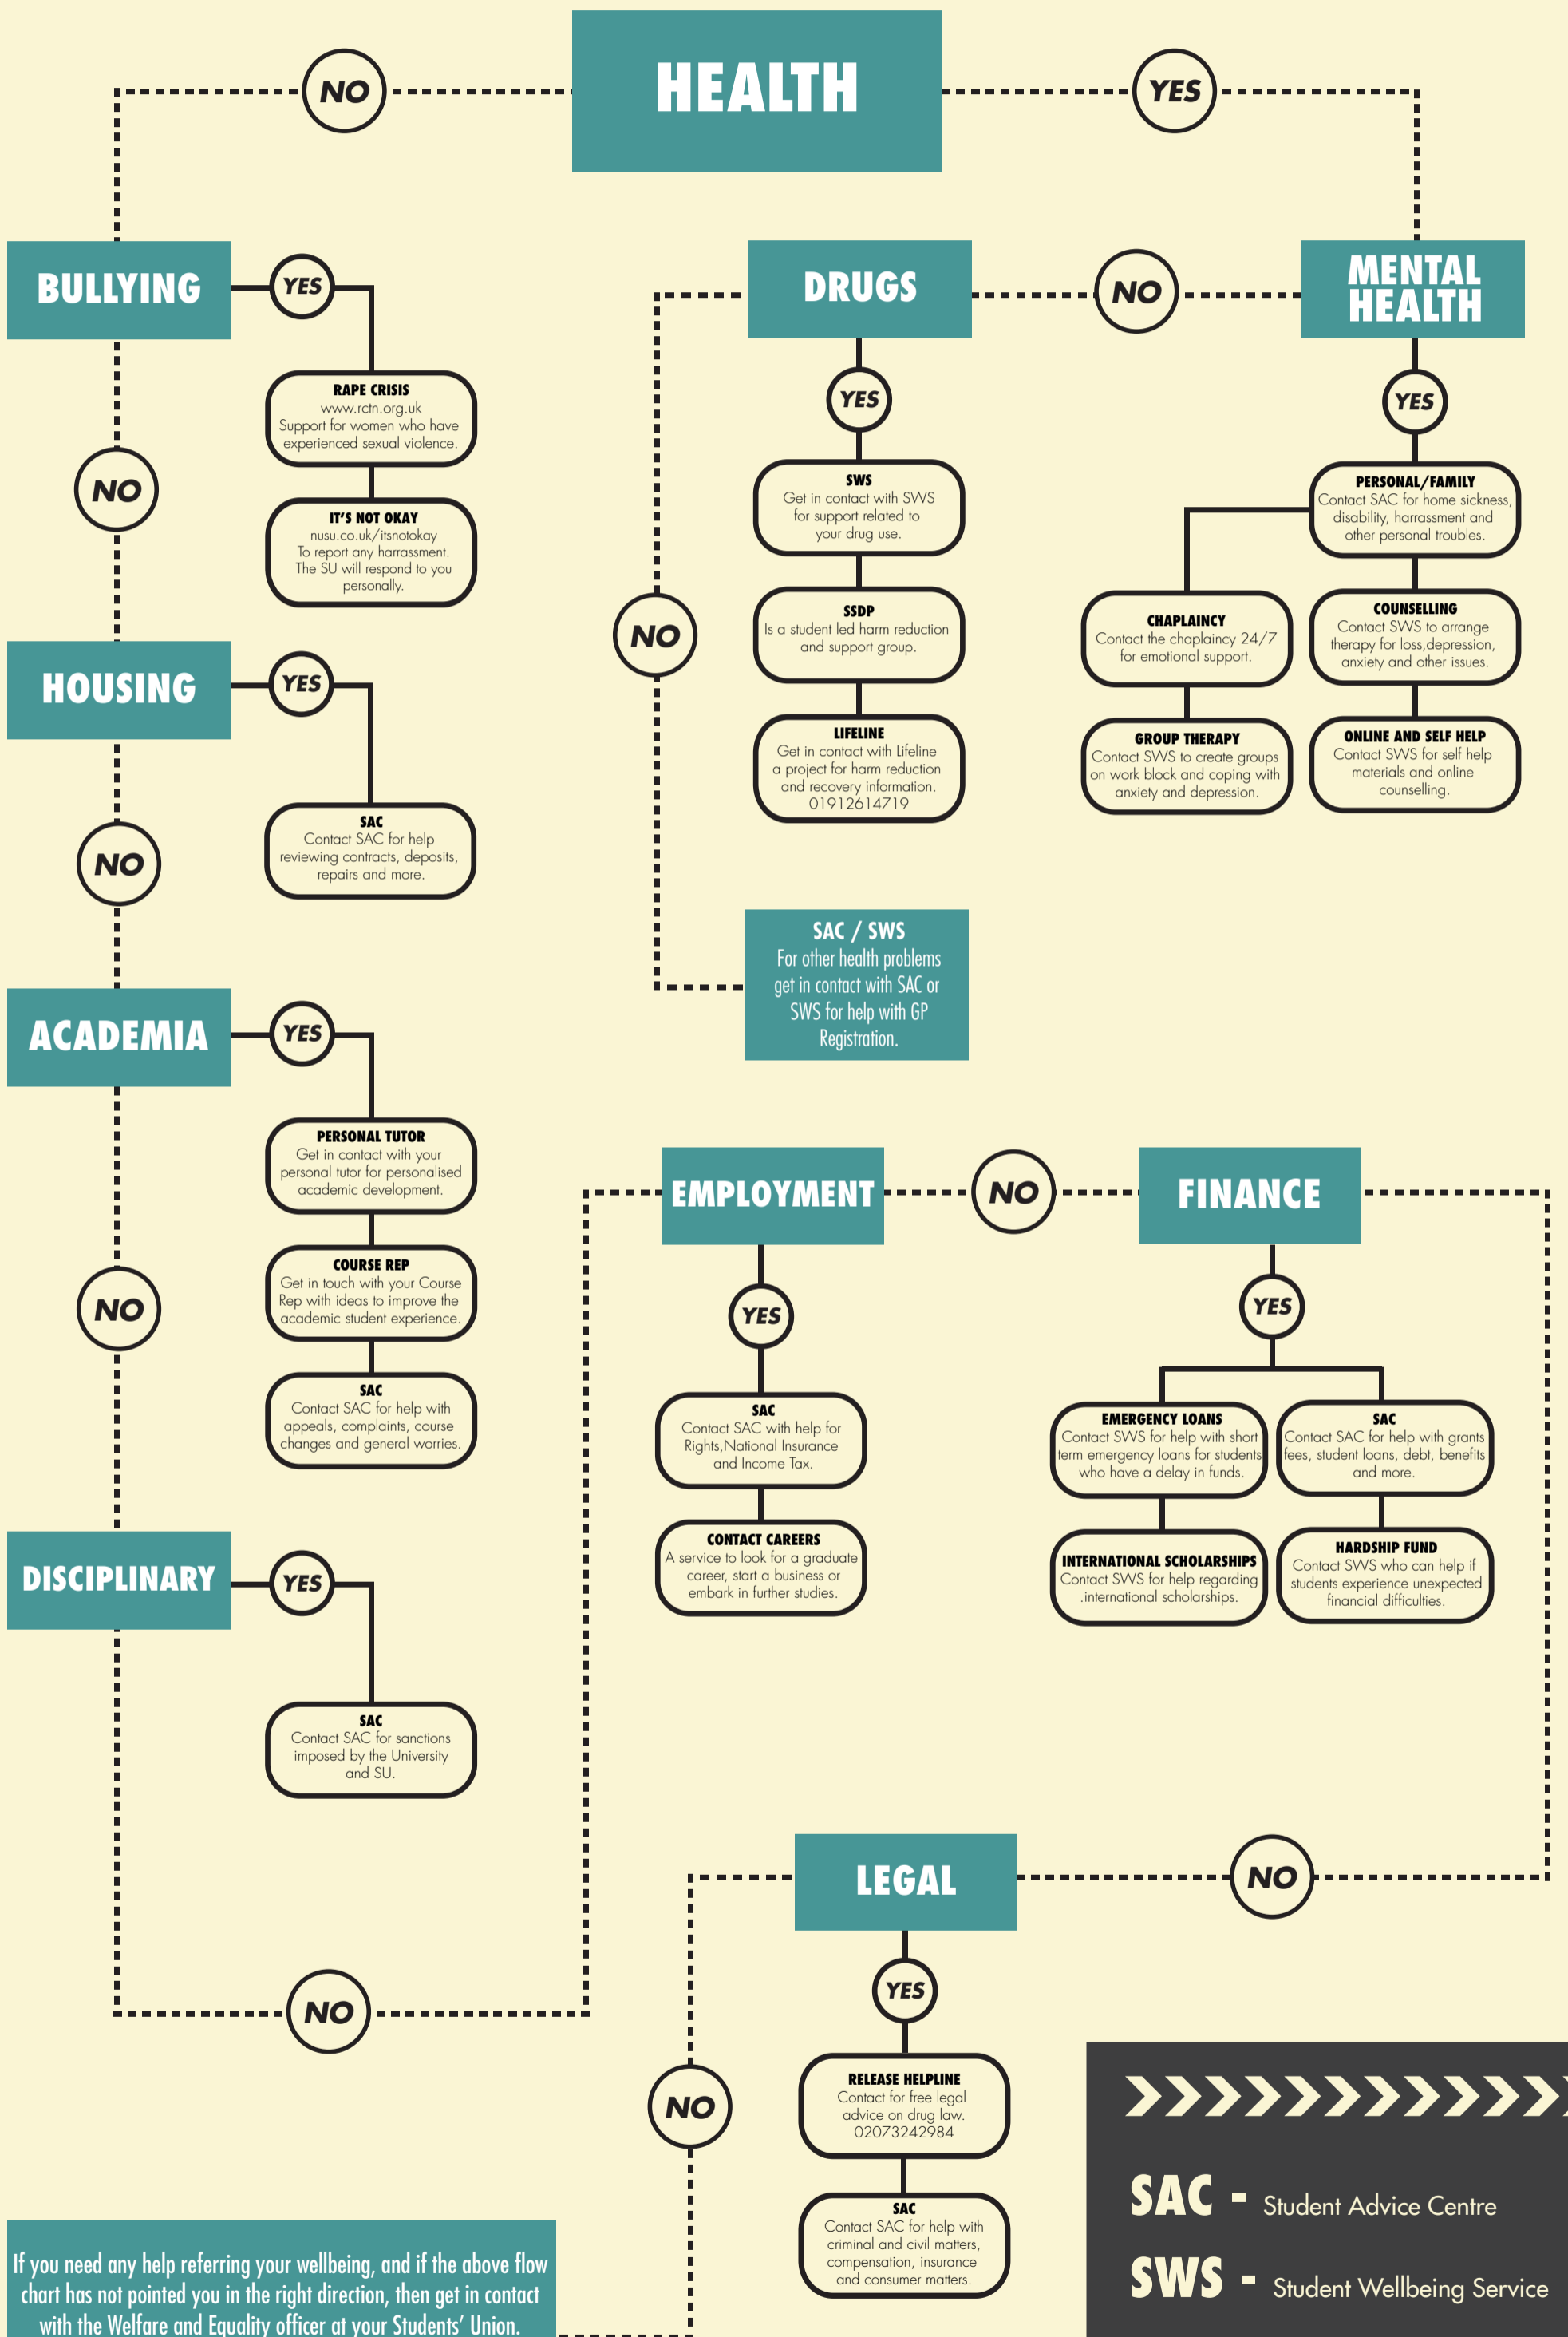 HEALTH
NO
YES
BULLYING
YES
RAPE CRISIS
www.rctn.org.uk
Support for women who have
experienced sexual violence.
IT'S NOT OKAY
nusu.co.uk/itsnotokay
To report any harrassment.
The SU will respond to you
personally.
NO
HOUSING
YES
SAC
Contact SAC for help
reviewing contracts, deposits,
repairs and more.
NO
ACADEMIA
YES
PERSONAL TUTOR
Get in contact with your
personal tutor for personalised
academic development.
COURSE REP
Get in touch with your Course
Rep with ideas to improve the
academic student experience.
SAC
Contact SAC for help with
appeals, complaints, course
changes and general worries.
NO
DISCIPLINARY
YES
SAC
Contact SAC for sanctions
imposed by the University
and SU.
NO
MENTAL
HEALTH
YES
PERSONAL/FAMILY
Contact SAC for home sickness,
disability, harrassment and
other personal troubles.
CHAPLAINCY
Contact the chaplaincy 24/7
for emotional support.
GROUP THERAPY
Contact SWS to create groups
on work block and coping with
anxiety and depression.
COUNSELLING
Contact SWS to arrange
therapy for loss,depression,
anxiety and other issues.
ONLINE AND SELF HELP
Contact SWS for self help
materials and online
counselling.
NO
DRUGS
YES
SWS
Get in contact with SWS
for support related to
your drug use.
SSDP
Is a student led harm reduction
and support group.
LIFELINE
Get in contact with Lifeline
a project for harm reduction
and recovery information.
01912614719
NO
SAC / SWS
For other health problems
get in contact with SAC or
SWS for help with GP
Registration.
EMPLOYMENT
YES
SAC
Contact SAC with help for
Rights,National Insurance
and Income Tax.
CONTACT CAREERS
A service to look for a graduate
career, start a business or
embark in further studies.
NO
FINANCE
YES
EMERGENCY LOANS
Contact SWS for help with short
term emergency loans for students
who have a delay in funds.
INTERNATIONAL SCHOLARSHIPS
Contact SWS for help regarding
.international scholarships.
SAC
Contact SAC for help with grants
fees, student loans, debt, benefits
and more.
HARDSHIP FUND
Contact SWS who can help if
students experience unexpected
financial difficulties.
NO
LEGAL
YES
RELEASE HELPLINE
Contact for free legal
advice on drug law.
02073242984
SAC
Contact SAC for help with
criminal and civil matters,
compensation, insurance
and consumer matters.
NO
If you need any help referring your wellbeing, and if the above flow
chart has not pointed you in the right direction, then get in contact
with the Welfare and Equality officer at your Students' Union.
SAC - Student Advice Centre
SWS - Student Wellbeing Service